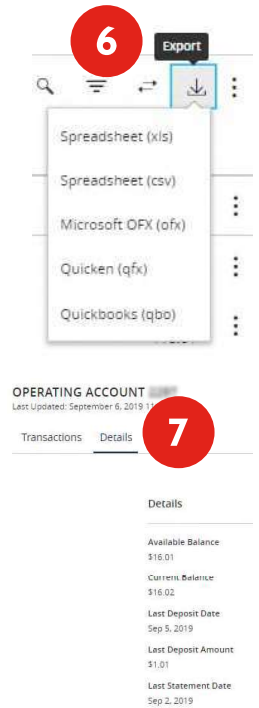 6
Export
Spreadsheet (xls)
Spreadsheet (csv)
Microsoft OFX (ofx)
Quicken (qfx)
Quickbooks (qbo)
OPERATING ACCOUNT
Last Updated: September 6, 2019 11
Transactions Details
7
Details
Available Balance
$16.01
Current Balance
$16.02
Last Deposit Date
Sep 5, 2019
Last Deposit Amount
$1.01
Last Statement Date
Sep 2, 2019